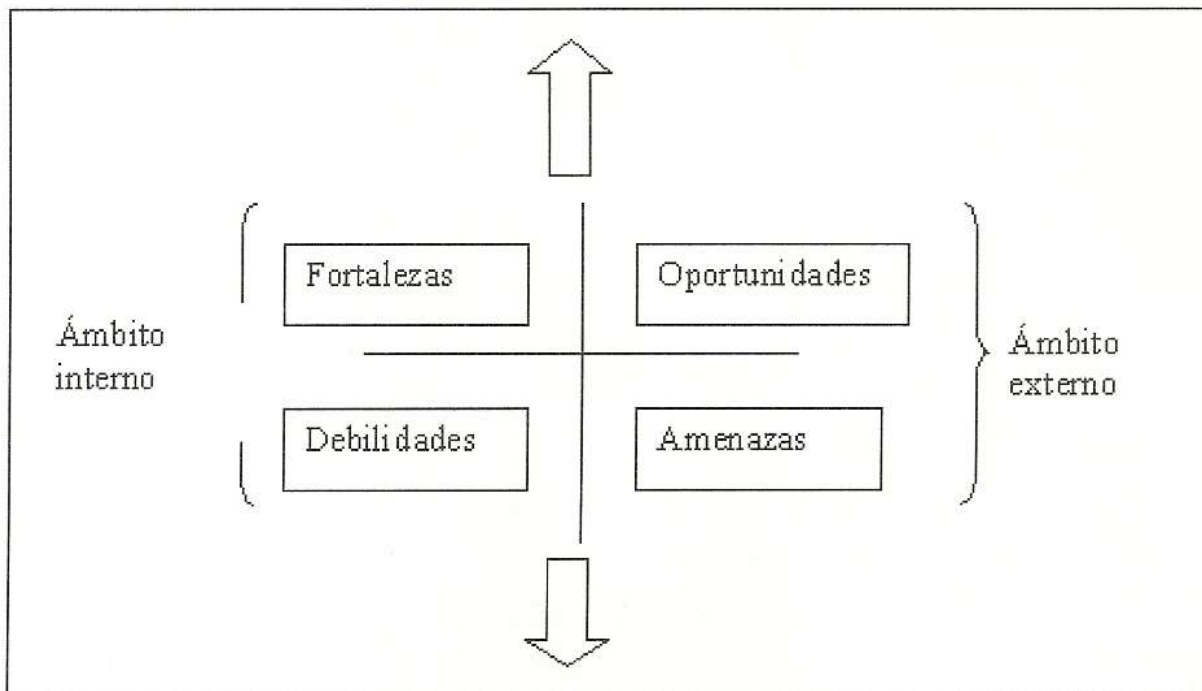 Fortalezas
Oportunidades
Ámbito
interno
Ámbito
externo
Debilidades
Amenazas